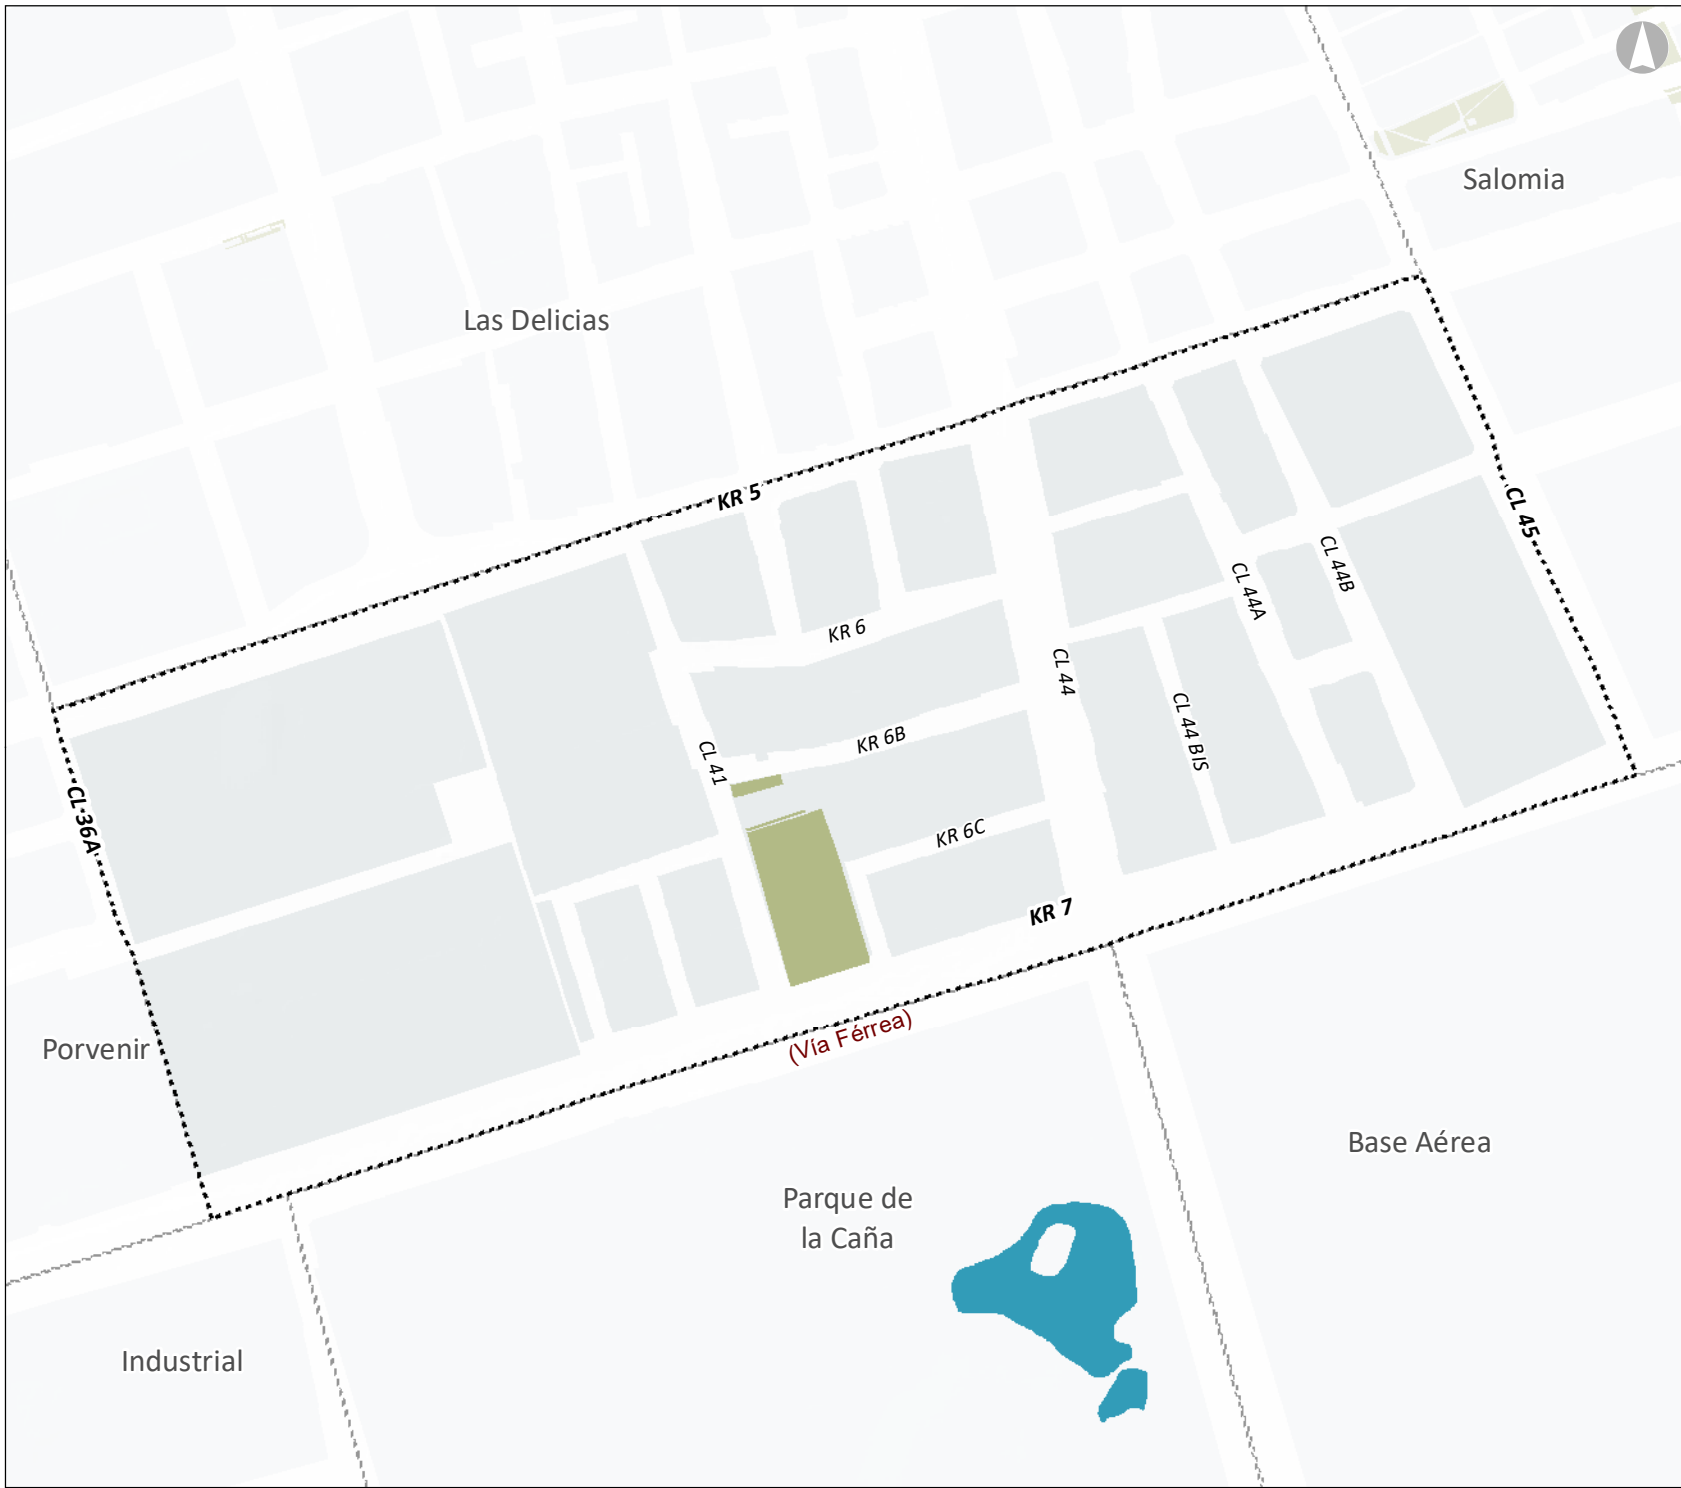 Salomia
Las Delicias
KR 5
CL 45
CL 44B
CL 44A
KR 6
CL 44
CL 44 BIS
KR 6B
CL 41
CL 36A
KR 6C
KR 7
(Vía Férrea)
Porvenir
Base Aérea
Parque de
la Caña
Industrial